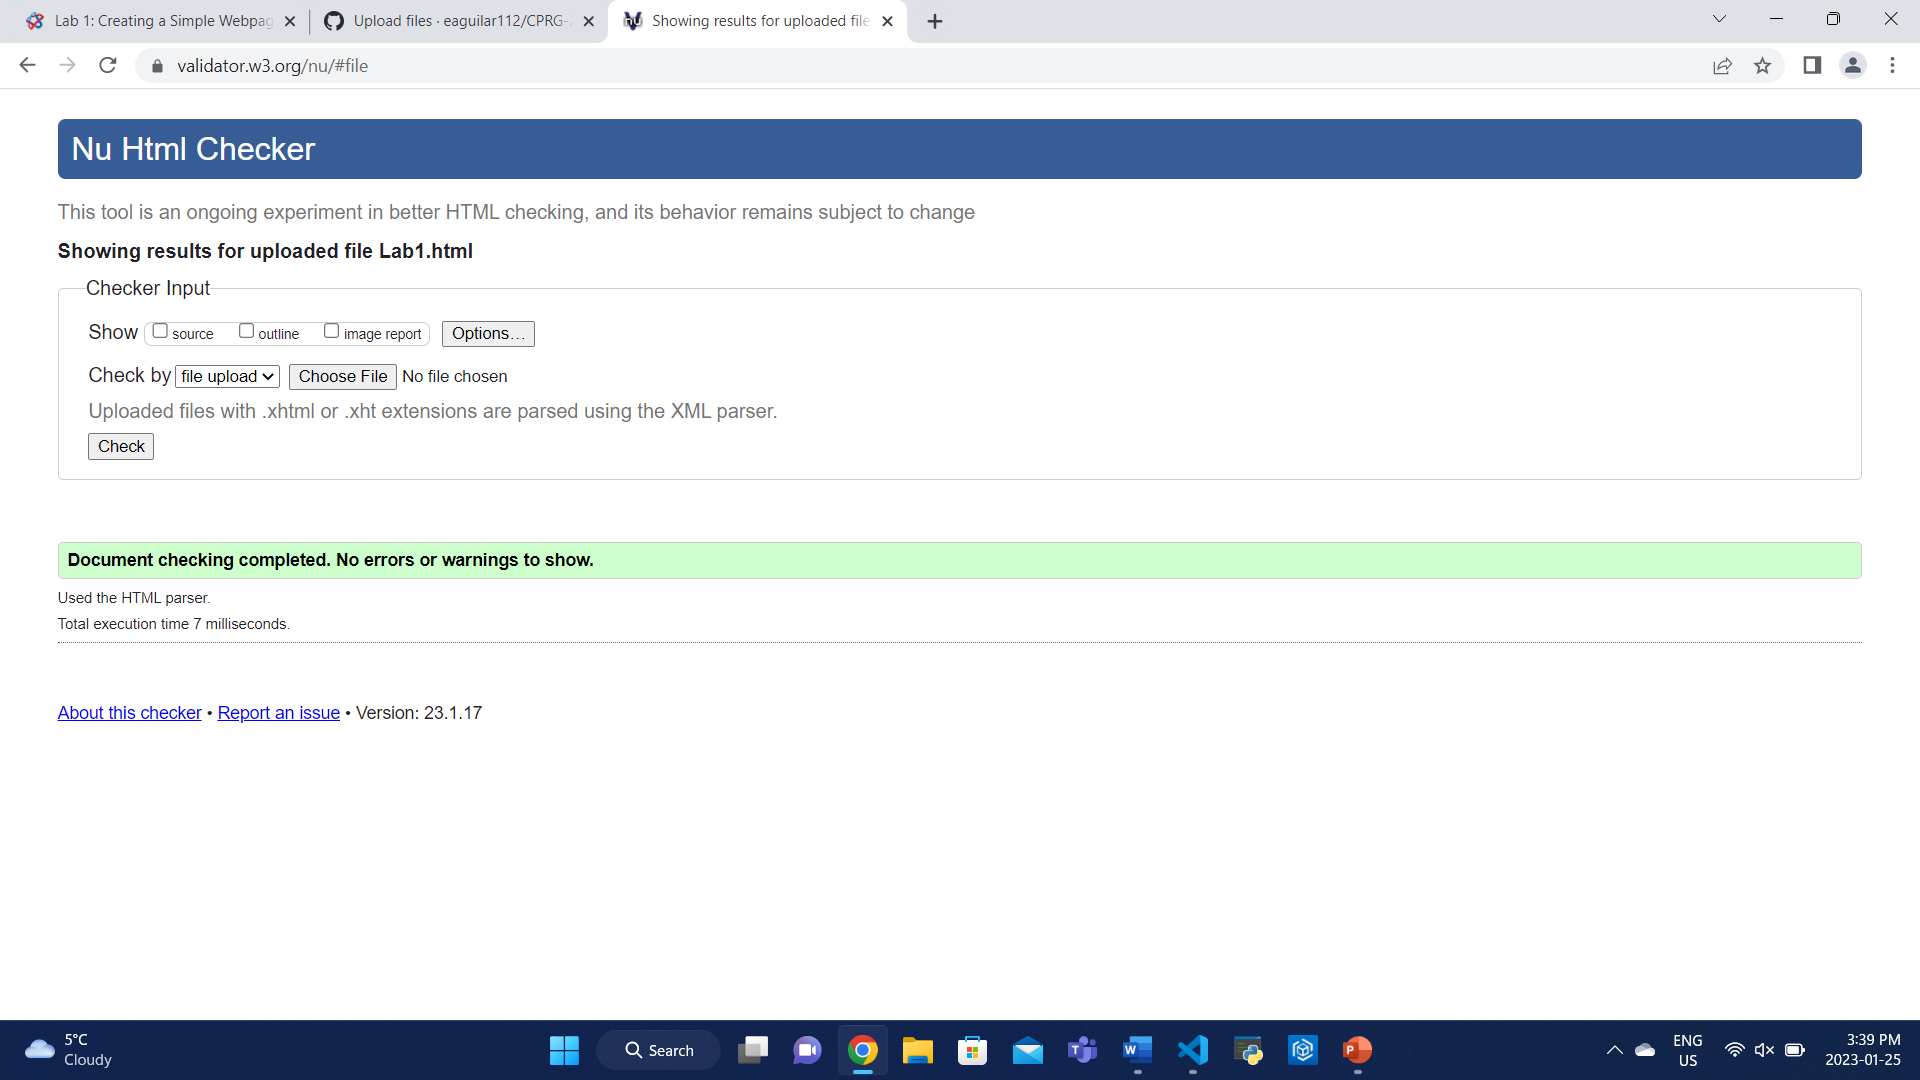 Lab 1: Creating a Simple Webpag
Upload files · eaguilar112/CPRG-2
Showing results for uploaded file
validator.w3.org/nu/#file
Nu Html Checker
This tool is an ongoing experiment in better HTML checking, and its behavior remains subject to change
Showing results for uploaded file Lab1.html
Checker Input
Show source outline image report Options…
Check by file upload Choose File No file chosen
Uploaded files with .xhtml or .xht extensions are parsed using the XML parser.
Check
Document checking completed. No errors or warnings to show.
Used the HTML parser.
Total execution time 7 milliseconds.
About this checker • Report an issue • Version: 23.1.17
5°C
Cloudy
Search
ENG
US
3:39 PM
2023-01-25